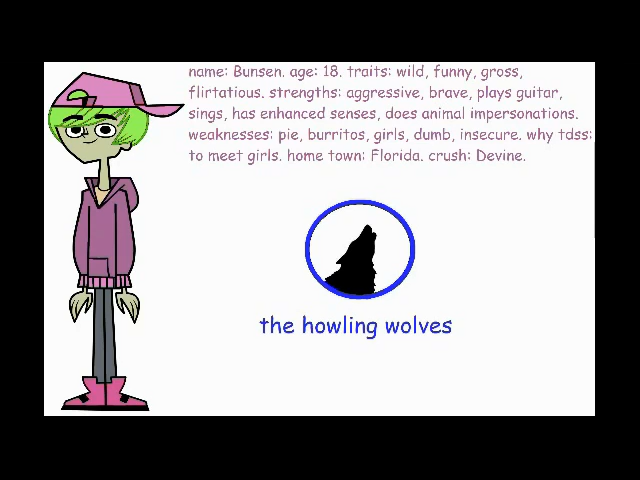 name: Bunsen. age: 18. traits: wild, funny, gross,
flirtatious. strengths: aggressive, brave, plays guitar,
sings, has enhanced senses, does animal impersonations.
weaknesses: pie, burritos, girls, dumb, insecure. why tdss:
to meet girls. home town: Florida. crush: Devine.
the howling wolves